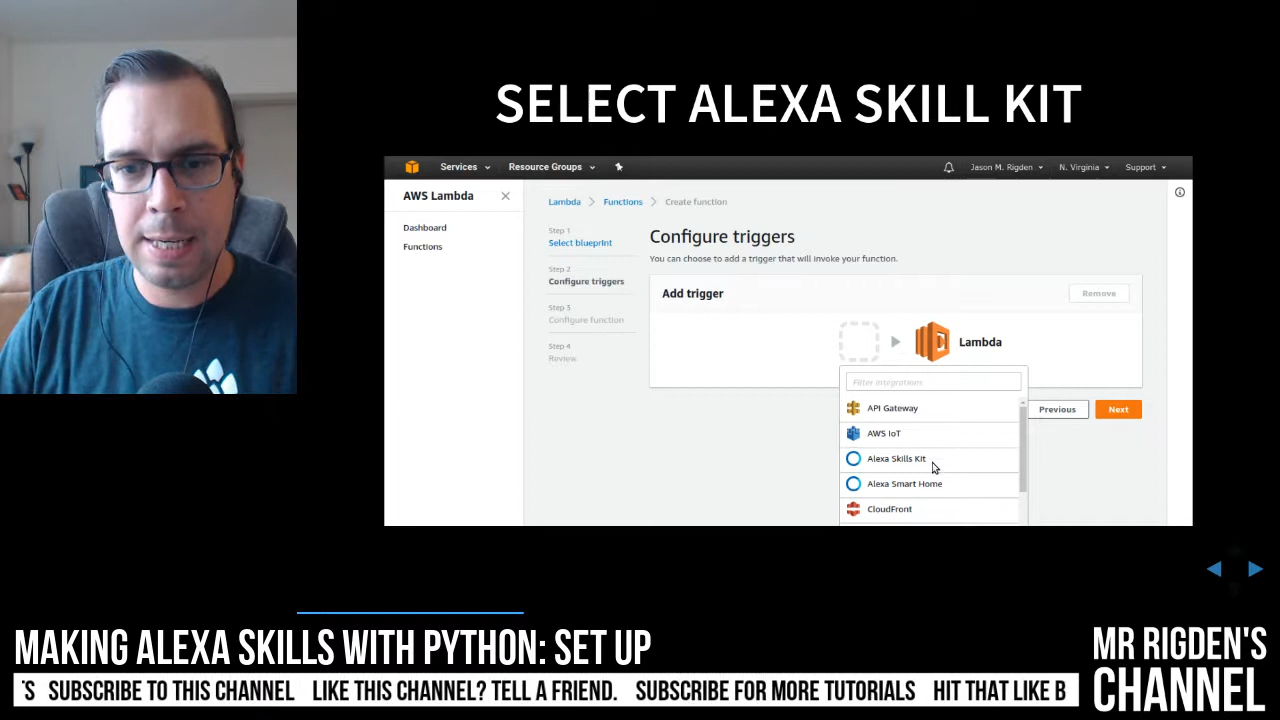 SELECT ALEXA SKILL KIT
Services
Resource Groups
Jason M. Rigden
N. Virginia
Support
AWS Lambda
Dashboard
Functions
Lambda
Functions
Create function
Step 1
Select blueprint
Step 2
Configure triggers
Step 3
Configure function
Step 4
Review
Configure triggers
You can choose to add a trigger that will invoke your function.
Add trigger
Remove
Lambda
Filter integrations
API Gateway
AWS IoT
Alexa Skills Kit
Alexa Smart Home
CloudFront
Previous
Next
MAKING ALEXA SKILLS WITH PYTHON: SET UP
'S SUBSCRIBE TO THIS CHANNEL LIKE THIS CHANNEL? TELL A FRIEND. SUBSCRIBE FOR MORE TUTORIALS HIT THAT LIKE B
MR RIGDEN'S
CHANNEL